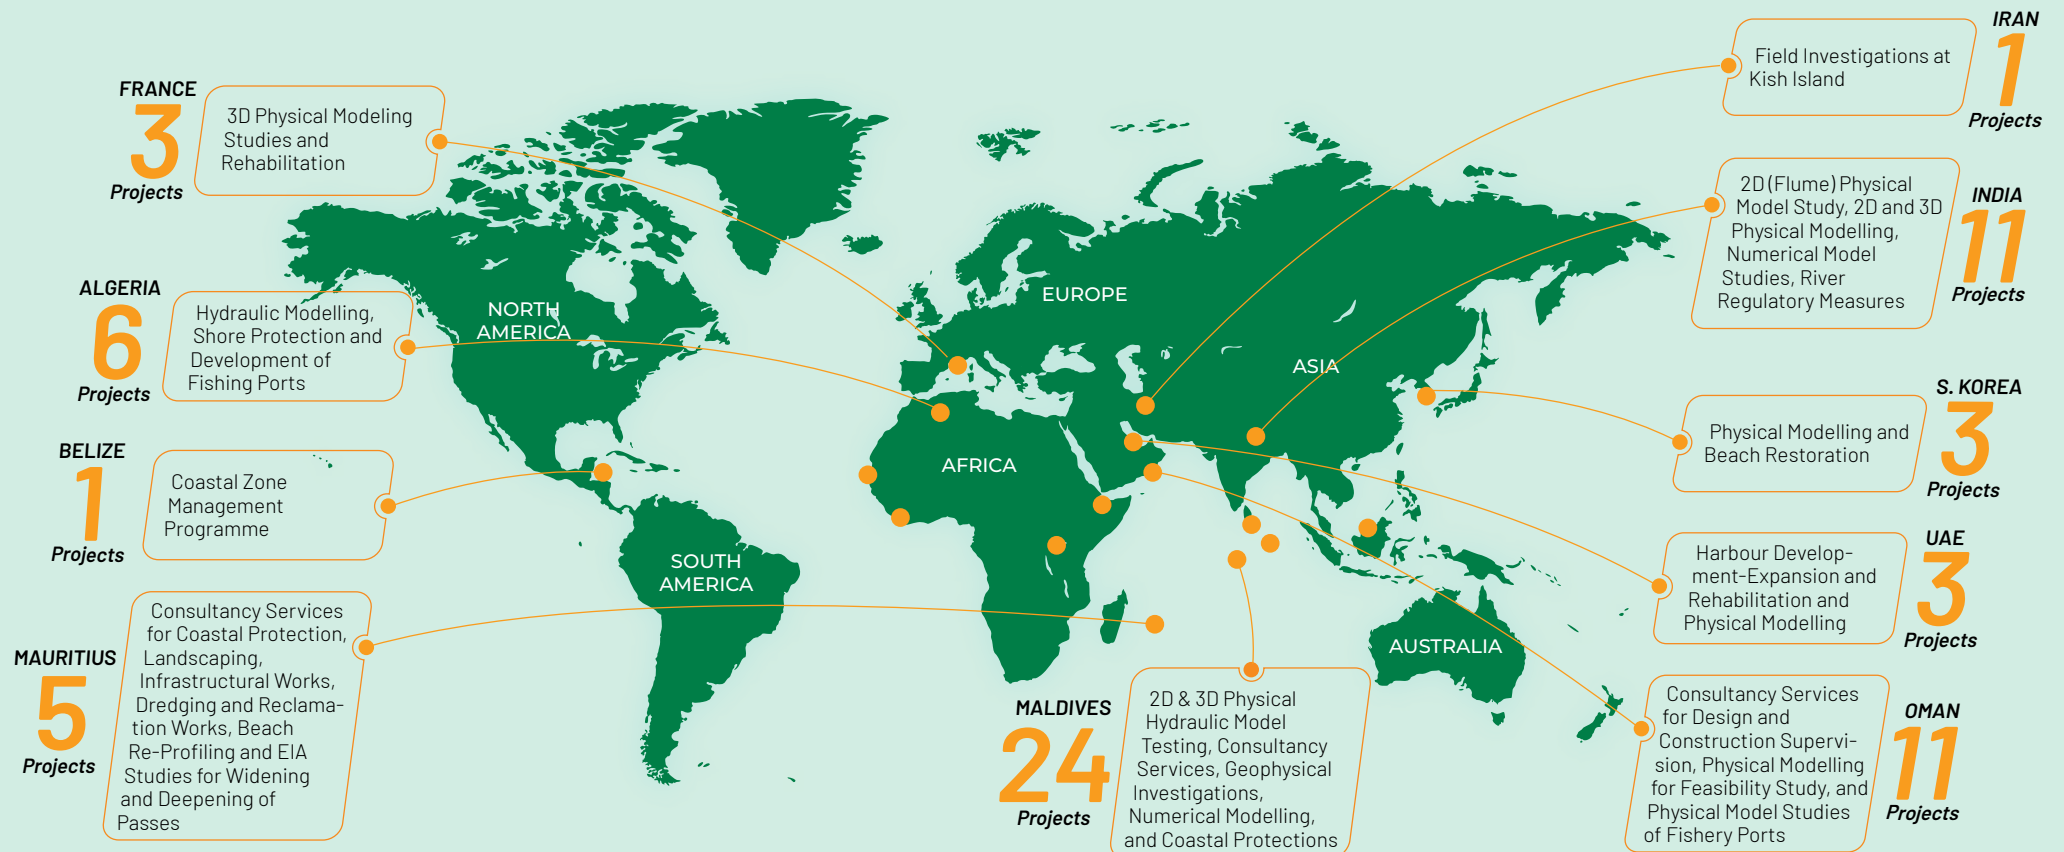 FRANCE
3
Projects
3D Physical Modeling
Studies and
Rehabilitation
ALGERIA
6
Projects
Hydraulic Modelling,
Shore Protection and
Development of
Fishing Ports
BELIZE
1
Projects
Coastal Zone
Management
Programme
MAURITIUS
5
Projects
Consultancy Services
for Coastal Protection,
Landscaping,
Infrastructural Works,
Dredging and Reclama-
tion Works, Beach
Re-Profiling and EIA
Studies for Widening
and Deepening of
Passes
NORTH
AMERICA
SOUTH
AMERICA
EUROPE
AFRICA
ASIA
AUSTRALIA
MALDIVES
24
Projects
2D & 3D Physical
Hydraulic Model
Testing, Consultancy
Services, Geophysical
Investigations,
Numerical Modelling,
and Coastal Protections
IRAN
1
Projects
Field Investigations at
Kish Island
INDIA
11
Projects
2D (Flume) Physical
Model Study, 2D and 3D
Physical Modelling,
Numerical Model
Studies, River
Regulatory Measures
S. KOREA
3
Projects
Physical Modelling and
Beach Restoration
UAE
3
Projects
Harbour Develop-
ment-Expansion and
Rehabilitation and
Physical Modelling
OMAN
11
Projects
Consultancy Services
for Design and
Construction Supervi-
sion, Physical Modelling
for Feasibility Study, and
Physical Model Studies
of Fishery Ports